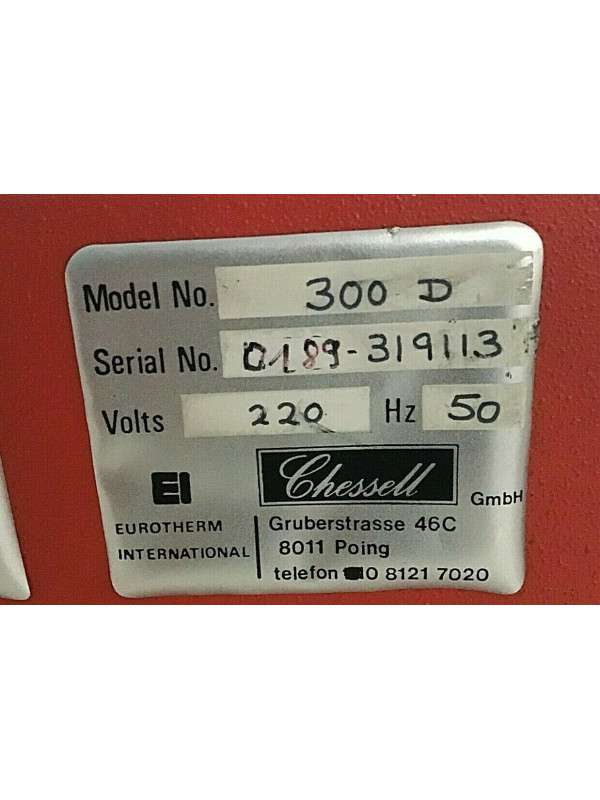 Model No. 300 D
Serial No. 0189-319113
Volts 220 Hz 50
EI Chessell GmbH
EUROTHERM INTERNATIONAL
Gruberstrasse 46C
8011 Poing
telefon 0 8121 7020